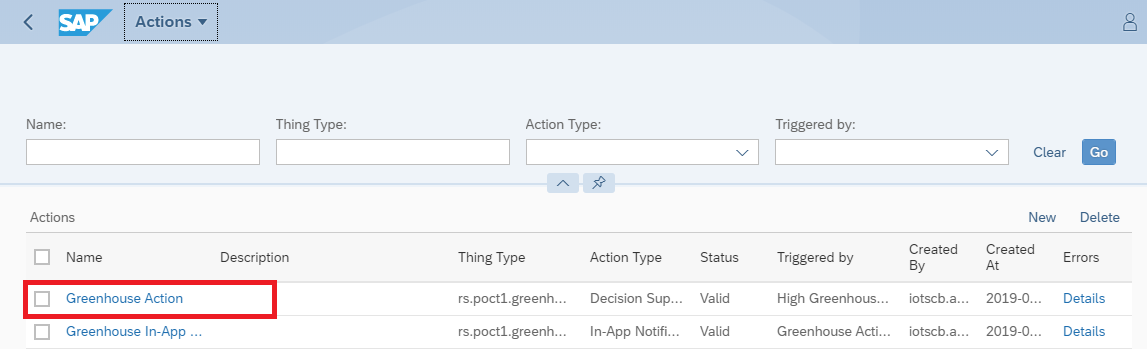 SAP Actions
Name: Thing Type: Action Type: Triggered by:
Clear Go
Actions New Delete
Name Description Thing Type Action Type Status Triggered by Created By Created At Errors
Greenhouse Action rs.poct1.greenh... Decision Sup... Valid High Greenhous... iotscb.a... 2019-0... Details
Greenhouse In-App ... rs.poct1.greenh... In-App Notifi... Valid Greenhouse Acti... iotscb.a... 2019-0... Details